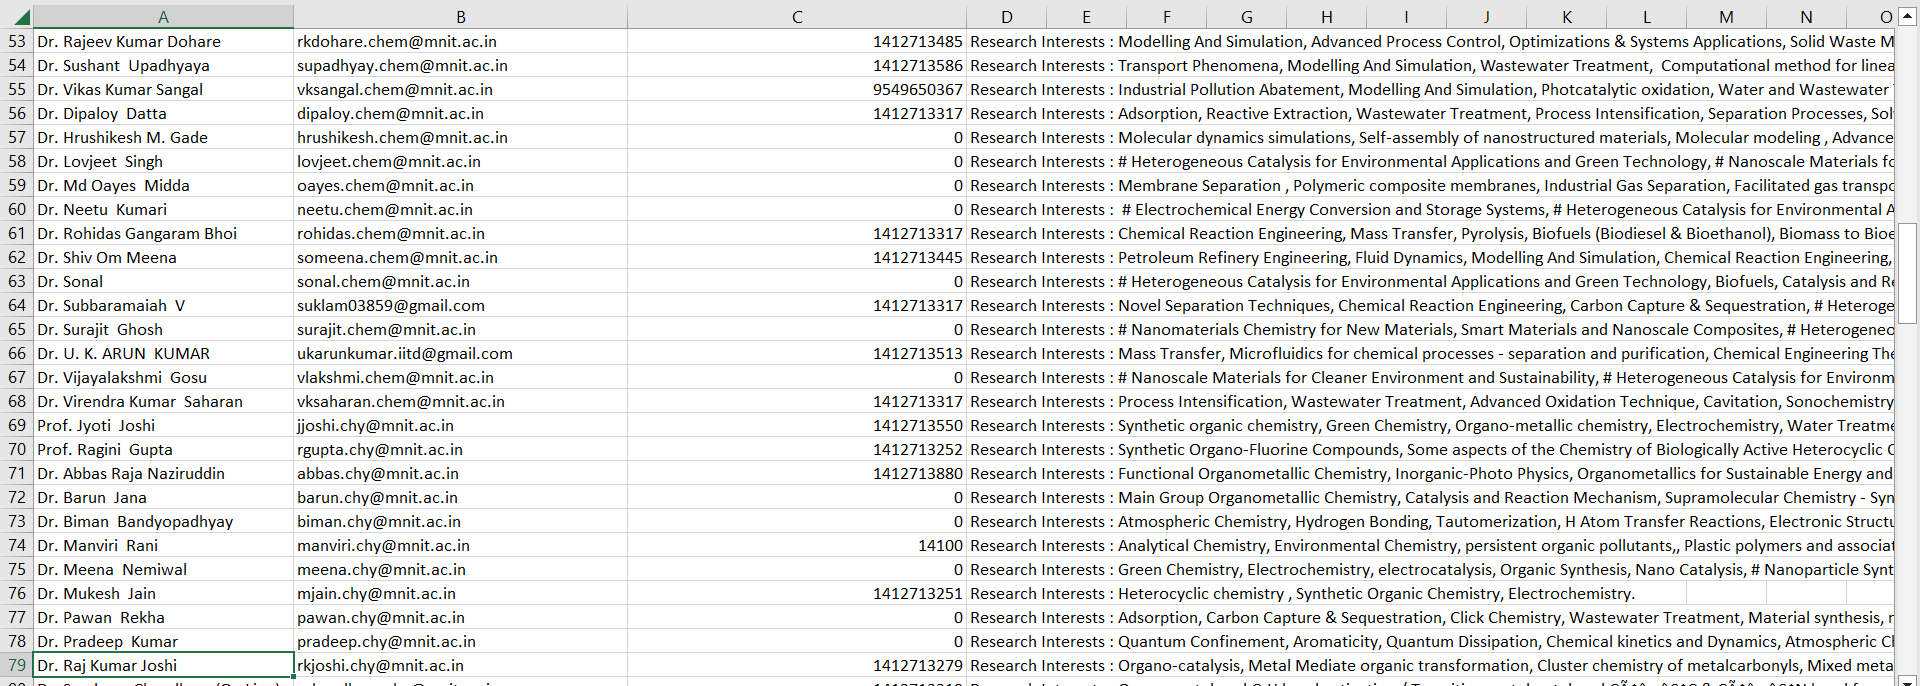 A B C D E F G H I J K L M N O
53 Dr. Rajeev Kumar Dohare rkdohare.chem@mnit.ac.in 1412713485 Research Interests : Modelling And Simulation, Advanced Process Control, Optimizations & Systems Applications, Solid Waste M
54 Dr. Sushant  Upadhyaya supadhyay.chem@mnit.ac.in 1412713586 Research Interests : Transport Phenomena, Modelling And Simulation, Wastewater Treatment,  Computational method for linea
55 Dr. Vikas Kumar Sangal vksangal.chem@mnit.ac.in 9549650367 Research Interests : Industrial Pollution Abatement, Modelling And Simulation, Photcatalytic oxidation, Water and Wastewater
56 Dr. Dipaloy  Datta dipaloy.chem@mnit.ac.in 1412713317 Research Interests : Adsorption, Reactive Extraction, Wastewater Treatment, Process Intensification, Separation Processes, Sol
57 Dr. Hrushikesh M. Gade hrushikesh.chem@mnit.ac.in 0 Research Interests : Molecular dynamics simulations, Self-assembly of nanostructured materials, Molecular modeling , Advance
58 Dr. Lovjeet  Singh lovjeet.chem@mnit.ac.in 0 Research Interests : # Heterogeneous Catalysis for Environmental Applications and Green Technology, # Nanoscale Materials fo
59 Dr. Md Oayes  Midda oayes.chem@mnit.ac.in 0 Research Interests : Membrane Separation , Polymeric composite membranes, Industrial Gas Separation, Facilitated gas transpo
60 Dr. Neetu  Kumari neetu.chem@mnit.ac.in 0 Research Interests :  # Electrochemical Energy Conversion and Storage Systems, # Heterogeneous Catalysis for Environmental A
61 Dr. Rohidas Gangaram Bhoi rohidas.chem@mnit.ac.in 1412713317 Research Interests : Chemical Reaction Engineering, Mass Transfer, Pyrolysis, Biofuels (Biodiesel & Bioethanol), Biomass to Bioe
62 Dr. Shiv Om Meena someena.chem@mnit.ac.in 1412713445 Research Interests : Petroleum Refinery Engineering, Fluid Dynamics, Modelling And Simulation, Chemical Reaction Engineering,
63 Dr. Sonal sonal.chem@mnit.ac.in 0 Research Interests : # Heterogeneous Catalysis for Environmental Applications and Green Technology, Biofuels, Catalysis and Re
64 Dr. Subbaramaiah  V suklam03859@gmail.com 1412713317 Research Interests : Novel Separation Techniques, Chemical Reaction Engineering, Carbon Capture & Sequestration, # Heteroge
65 Dr. Surajit  Ghosh surajit.chem@mnit.ac.in 0 Research Interests : # Nanomaterials Chemistry for New Materials, Smart Materials and Nanoscale Composites, # Heterogeneo
66 Dr. U. K. ARUN  KUMAR ukarunkumar.iitd@gmail.com 1412713513 Research Interests : Mass Transfer, Microfluidics for chemical processes - separation and purification, Chemical Engineering The
67 Dr. Vijayalakshmi  Gosu vlakshmi.chem@mnit.ac.in 0 Research Interests : # Nanoscale Materials for Cleaner Environment and Sustainability, # Heterogeneous Catalysis for Environm
68 Dr. Virendra Kumar  Saharan vksaharan.chem@mnit.ac.in 1412713317 Research Interests : Process Intensification, Wastewater Treatment, Advanced Oxidation Technique, Cavitation, Sonochemistry
69 Prof. Jyoti  Joshi jjoshi.chy@mnit.ac.in 1412713550 Research Interests : Synthetic organic chemistry, Green Chemistry, Organo-metallic chemistry, Electrochemistry, Water Treatme
70 Prof. Ragini  Gupta rgupta.chy@mnit.ac.in 1412713252 Research Interests : Synthetic Organo-Fluorine Compounds, Some aspects of the Chemistry of Biologically Active Heterocyclic C
71 Dr. Abbas Raja Naziruddin abbas.chy@mnit.ac.in 1412713880 Research Interests : Functional Organometallic Chemistry, Inorganic-Photo Physics, Organometallics for Sustainable Energy and
72 Dr. Barun  Jana barun.chy@mnit.ac.in 0 Research Interests : Main Group Organometallic Chemistry, Catalysis and Reaction Mechanism, Supramolecular Chemistry - Syn
73 Dr. Biman  Bandyopadhyay biman.chy@mnit.ac.in 0 Research Interests : Atmospheric Chemistry, Hydrogen Bonding, Tautomerization, H Atom Transfer Reactions, Electronic Structu
74 Dr. Manviri  Rani manviri.chy@mnit.ac.in 14100 Research Interests : Analytical Chemistry, Environmental Chemistry, persistent organic pollutants,, Plastic polymers and associat
75 Dr. Meena  Nemiwal meena.chy@mnit.ac.in 0 Research Interests : Green Chemistry, Electrochemistry, electrocatalysis, Organic Synthesis, Nano Catalysis, # Nanoparticle Synt
76 Dr. Mukesh  Jain mjain.chy@mnit.ac.in 1412713251 Research Interests : Heterocyclic chemistry , Synthetic Organic Chemistry, Electrochemistry.
77 Dr. Pawan  Rekha pawan.chy@mnit.ac.in 0 Research Interests : Adsorption, Carbon Capture & Sequestration, Click Chemistry, Wastewater Treatment, Material synthesis,
78 Dr. Pradeep  Kumar pradeep.chy@mnit.ac.in 0 Research Interests : Quantum Confinement, Aromaticity, Quantum Dissipation, Chemical kinetics and Dynamics, Atmospheric Ch
79 Dr. Raj Kumar Joshi rkjoshi.chy@mnit.ac.in 1412713279 Research Interests : Organo-catalysis, Metal Mediate organic transformation, Cluster chemistry of metalcarbonyls, Mixed meta